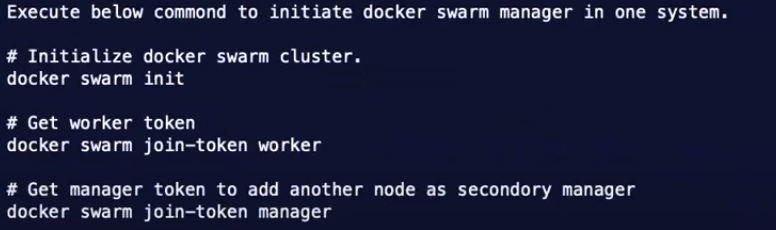 Execute below commond to initiate docker swarm manager in one system.
# Initialize docker swarm cluster.
docker swarm init
# Get worker token
docker swarm join-token worker
# Get manager token to add another node as secondory manager
docker swarm join-token manager